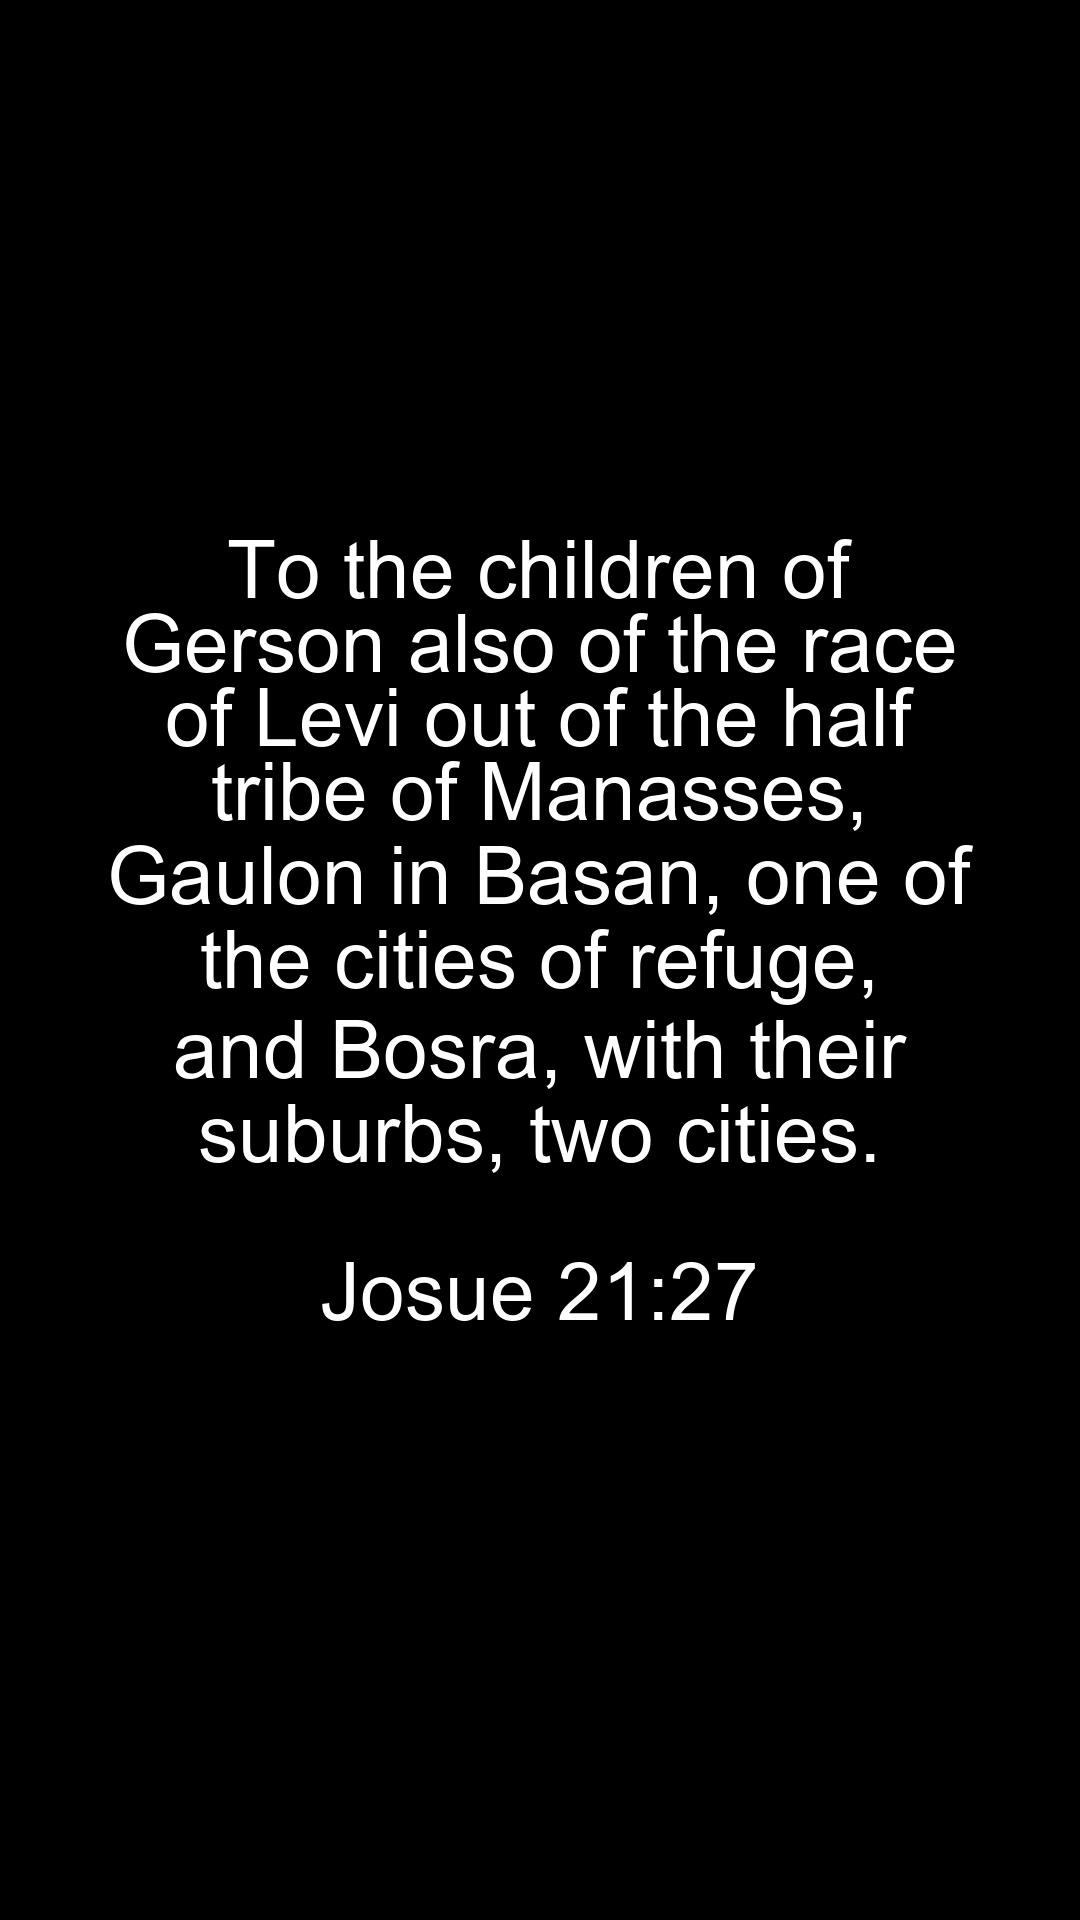 To the children of
Gerson also of the race
of Levi out of the half
tribe of Manasses,
Gaulon in Basan, one of
the cities of refuge,
and Bosra, with their
suburbs, two cities.
Josue 21:27